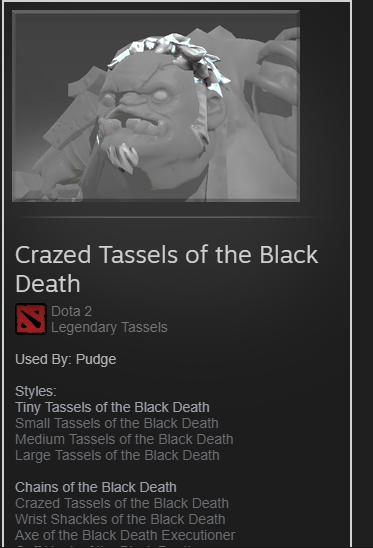 Crazed Tassels of the Black
Death
Dota 2
Legendary Tassels
Used By: Pudge
Styles:
Tiny Tassels of the Black Death
Small Tassels of the Black Death
Medium Tassels of the Black Death
Large Tassels of the Black Death
Chains of the Black Death
Crazed Tassels of the Black Death
Wrist Shackles of the Black Death
Axe of the Black Death Executioner